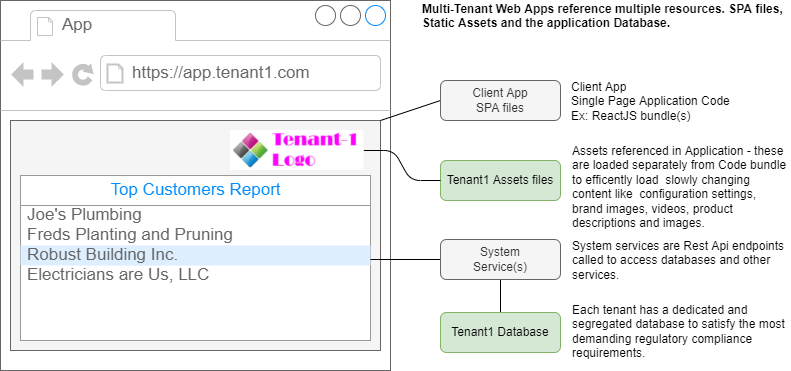 App
https://app.tenant1.com
Tenant-1
Logo
Top Customers Report
Joe's Plumbing
Freds Planting and Pruning
Robust Building Inc.
Electricians are Us, LLC
Multi-Tenant Web Apps reference multiple resources. SPA files,
Static Assets and the application Database.
Client App
SPA files
Client App
Single Page Application Code
Ex: ReactJS bundle(s)
Tenant1 Assets files
Assets referenced in Application - these
are loaded separately from Code bundle
to efficently load slowly changing
content like configuration settings,
brand images, videos, product
descriptions and images.
System
Service(s)
System services are Rest Api endpoints
called to access databases and other
services.
Tenant1 Database
Each tenant has a dedicated and
segregated database to satisfy the most
demanding regulatory compliance
requirements.